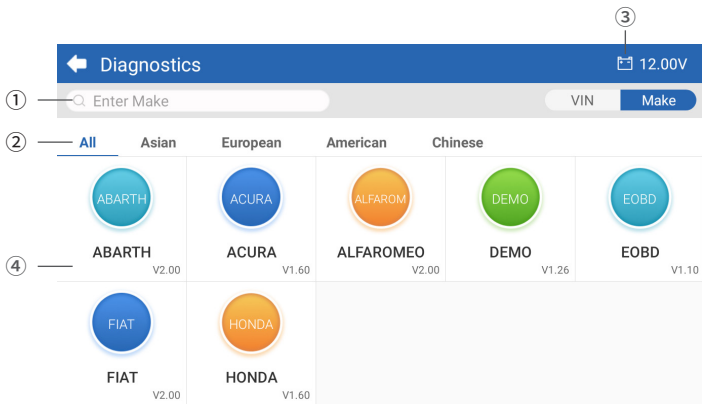 ③
Diagnostics 12.00V
① Enter Make VIN Make
② All Asian European American Chinese
ABARTH ACURA ALFAROM DEMO EOBD
ABARTH ACURA ALFAROMEO DEMO EOBD
④ V2.00 V1.60 V2.00 V1.26 V1.10
FIAT HONDA
FIAT HONDA
V2.00 V1.60